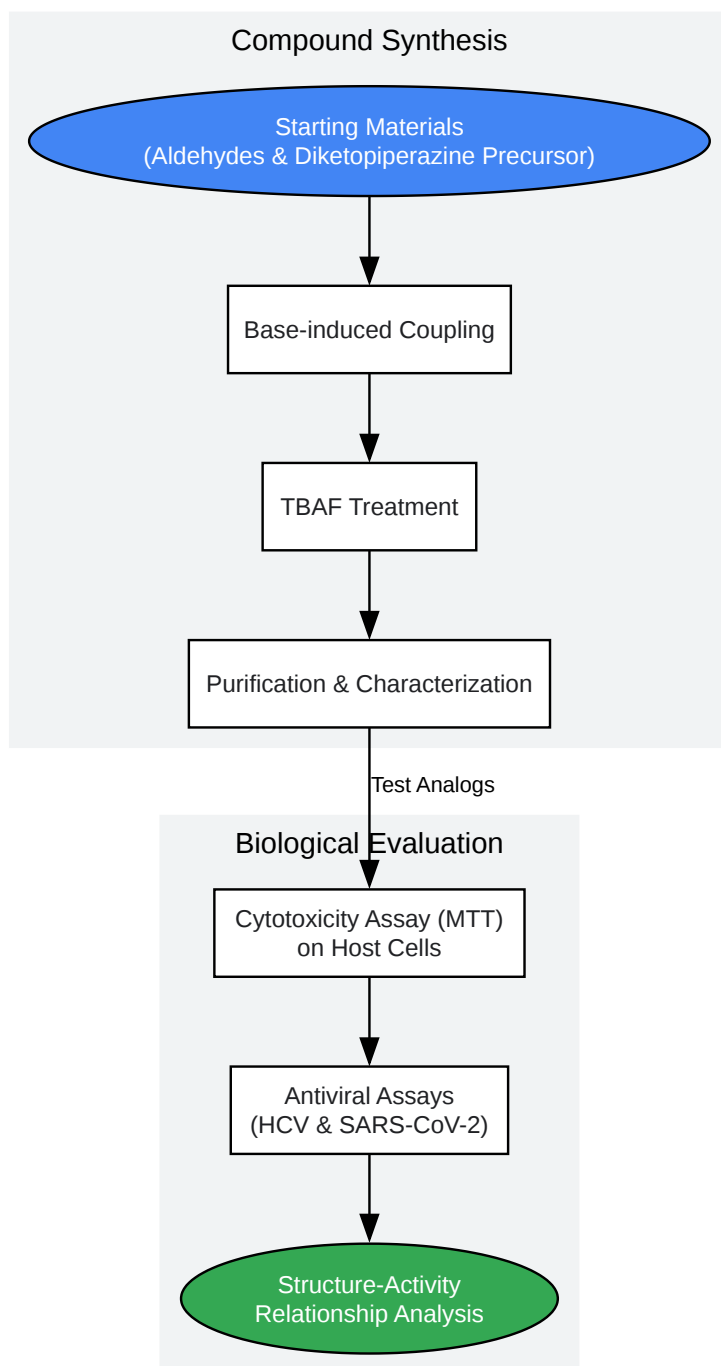 Compound Synthesis
Starting Materials
(Aldehydes & Diketopiperazine Precursor)
Base-induced Coupling
TBAF Treatment
Purification & Characterization
Test Analogs
Biological Evaluation
Cytotoxicity Assay (MTT)
on Host Cells
Antiviral Assays
(HCV & SARS-CoV-2)
Structure-Activity
Relationship Analysis